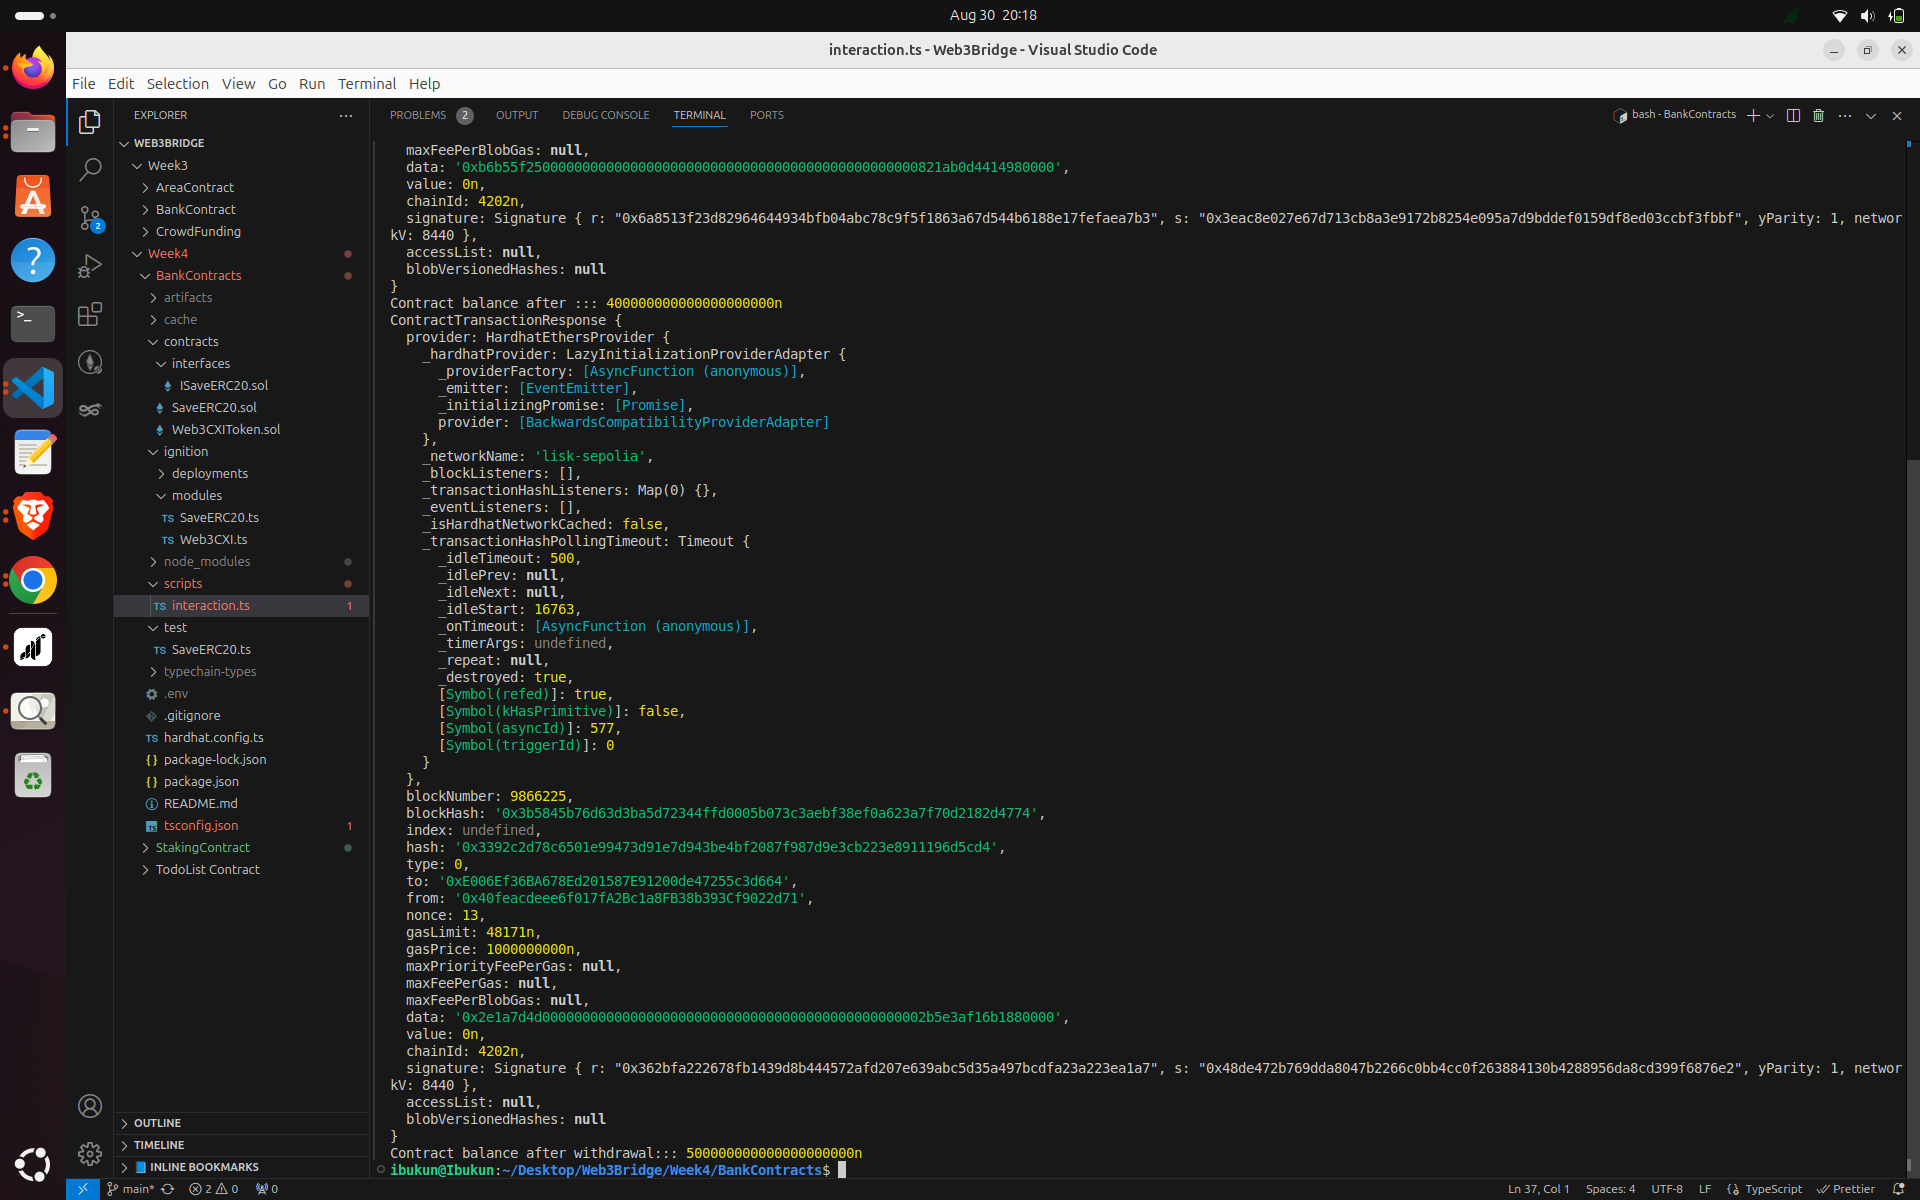 Aug 30 20:18
interaction.ts - Web3Bridge - Visual Studio Code
File Edit Selection View Go Run Terminal Help
EXPLORER
WEB3BRIDGE
Week3
AreaContract
BankContract
CrowdFunding
Week4
BankContracts
artifacts
cache
contracts
interfaces
ISaveERC20.sol
SaveERC20.sol
Web3CXIToken.sol
ignition
deployments
modules
TS SaveERC20.ts
TS Web3CXI.ts
node_modules
scripts
TS interaction.ts 1
test
TS SaveERC20.ts
typechain-types
.env
.gitignore
TS hardhat.config.ts
{} package-lock.json
{} package.json
README.md
tsconfig.json 1
StakingContract
TodoList Contract
OUTLINE
TIMELINE
INLINE BOOKMARKS
PROBLEMS 2 OUTPUT DEBUG CONSOLE TERMINAL PORTS
bash - BankContracts
maxFeePerBlobGas: null,
value: 0n,
chainId: 4202n,
signature: Signature { r: "0x6a8513f23d82964644934bfb04abc78c9f5f1863a67d544b6188e17fefaea7b3", s: "0x3eac8e027e67d713cb8a3e9172b8254e095a7d9bddef0159df8ed03ccbf3fbbf", yParity: 1, networ
kV: 8440 },
accessList: null,
blobVersionedHashes: null
}
Contract balance after :::
ContractTransactionResponse {
provider: HardhatEthersProvider {
_hardhatProvider: LazyInitializationProviderAdapter {
_providerFactory: [AsyncFunction (anonymous)],
_emitter: [EventEmitter],
_initializingPromise: [Promise],
provider: [BackwardsCompatibilityProviderAdapter]
},
_networkName: 'lisk-sepolia',
_blockListeners: [],
_transactionHashListeners: Map(0) {},
_eventListeners: [],
_isHardhatNetworkCached: false,
_transactionHashPollingTimeout: Timeout {
_idleTimeout: 500,
_idlePrev: null,
_idleNext: null,
_idleStart: 16763,
_onTimeout: [AsyncFunction (anonymous)],
_timerArgs: undefined,
_repeat: null,
_destroyed: true,
[Symbol(refed)]: true,
[Symbol(kHasPrimitive)]: false,
[Symbol(asyncId)]: 577,
[Symbol(triggerId)]: 0
}
},
blockNumber: 9866225,
blockHash: '0x3b5845b76d63d3ba5d72344ffd0005b073c3aebf38ef0a623a7f70d2182d4774',
index: undefined,
hash: '0x3392c2d78c6501e99473d91e7d943be4bf2087f987d9e3cb223e8911196d5cd4',
type: 0,
to: '0xE006Ef36BA678Ed201587E91200de47255c3d664',
from: '0x40feacdeee6f017fA2Bc1a8FB38b393Cf9022d71',
nonce: 13,
gasLimit: 48171n,
gasPrice: 1000000000n,
maxPriorityFeePerGas: null,
maxFeePerGas: null,
maxFeePerBlobGas: null,
value: 0n,
chainId: 4202n,
signature: Signature { r: "0x362bfa222678fb1439d8b444572afd207e639abc5d35a497bcdfa23a223ea1a7", s: "0x48de472b769dda8047b2266c0bb4cc0f263884130b4288956da8cd399f6876e2", yParity: 1, networ
kV: 8440 },
accessList: null,
blobVersionedHashes: null
}
Contract balance after withdrawal:::
ibukun@Ibukun:~/Desktop/Web3Bridge/Week4/BankContracts$
main* 2 0 0 Ln 37, Col 1 Spaces: 4 UTF-8 LF {} TypeScript Prettier